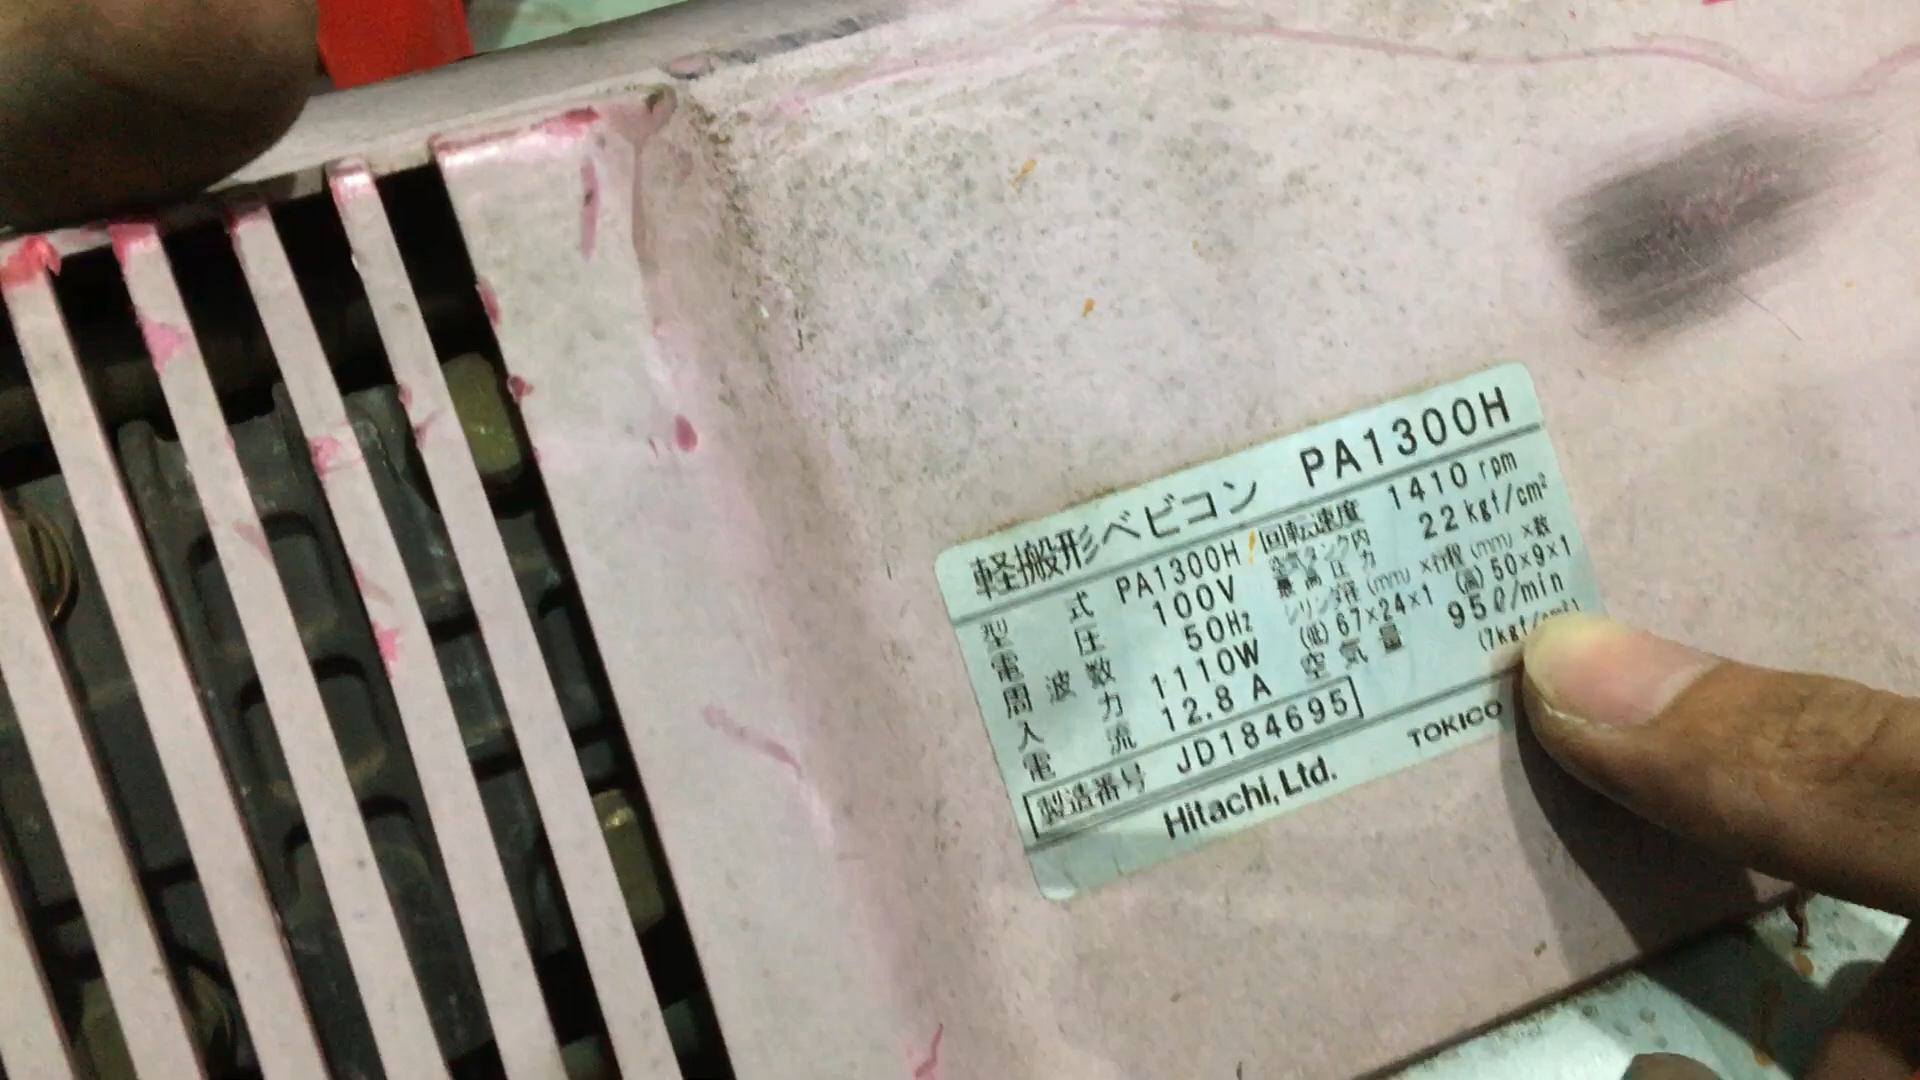 軽搬形ベビコン PA1300H
型式 PA1300H 回転速度 1410 rpm
電圧 100V 空気タンク内最高圧力 22 kgf/cm²
周波数 50Hz シリンダ径(mm)×行程(mm)×数
入力 1110W (低) 67×24×1 (高) 50×9×1
電流 12.8 A 空気量 95ℓ/min
(7kgf/cm²)
製造番号 JD184695
Hitachi, Ltd. TOKICO